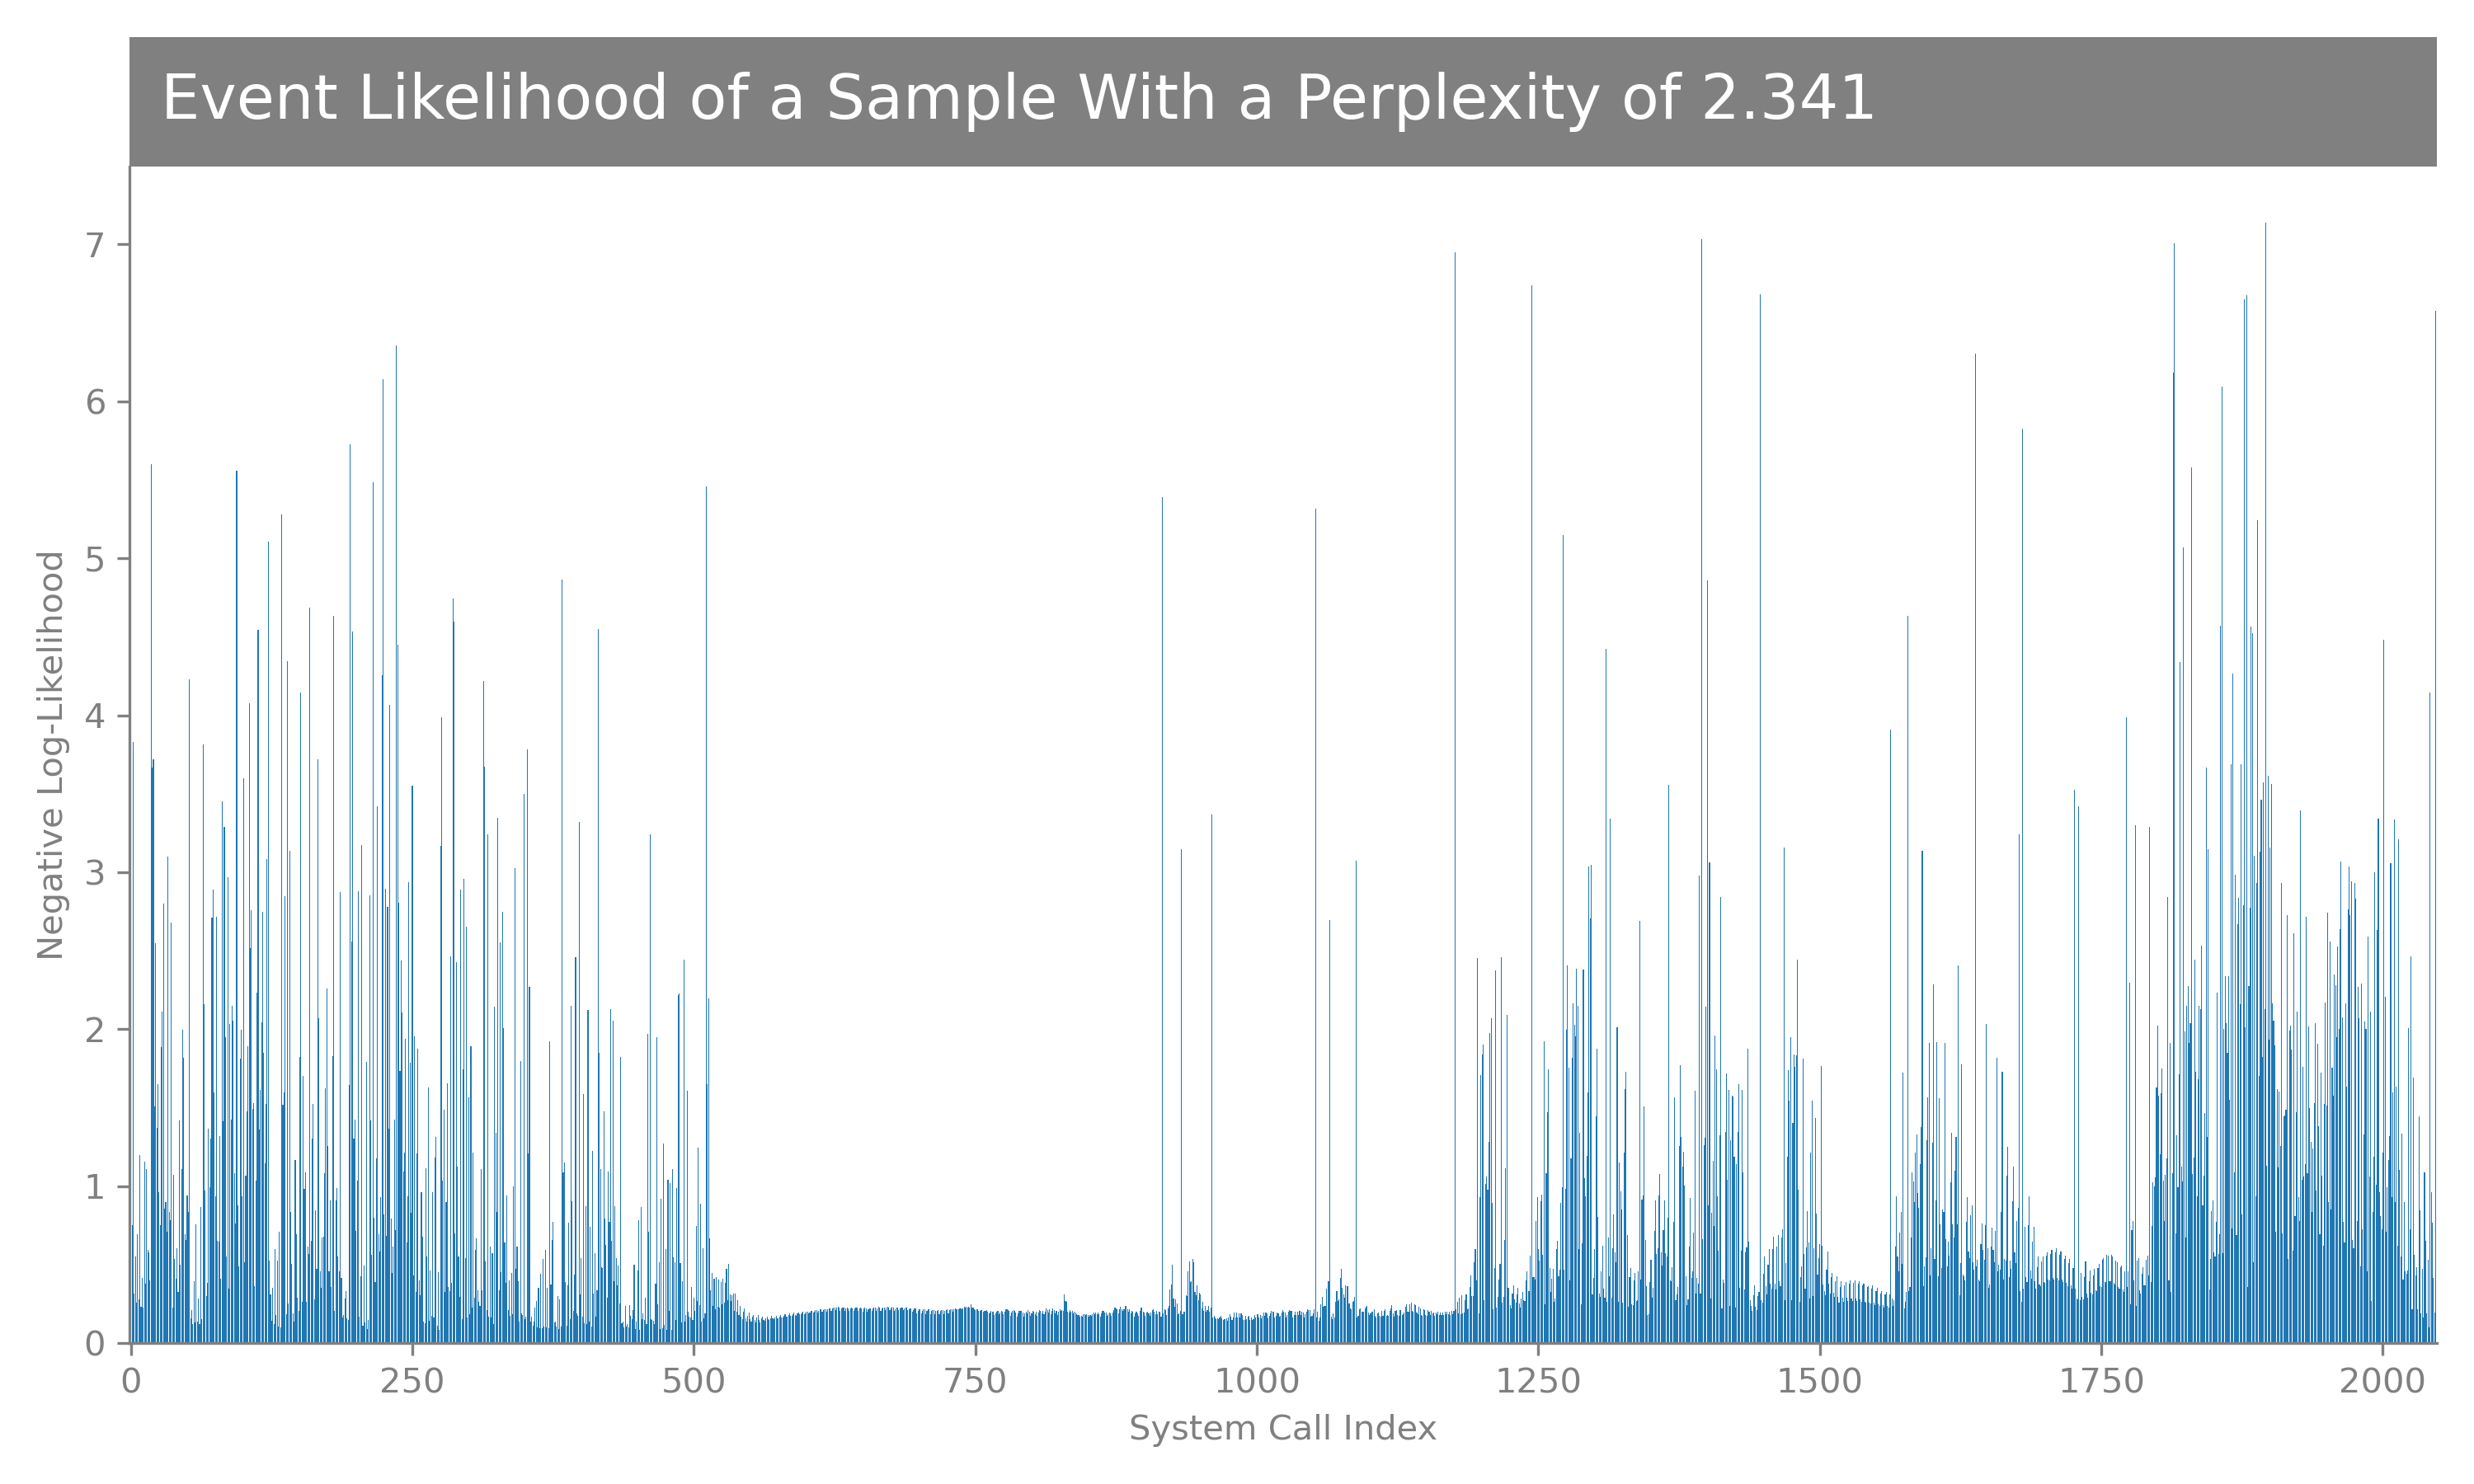 Event Likelihood of a Sample With a Perplexity of 2.341
Negative Log-Likelihood
7
6
5
4
3
2
1
0
0 250 500 750 1000 1250 1500 1750 2000
System Call Index